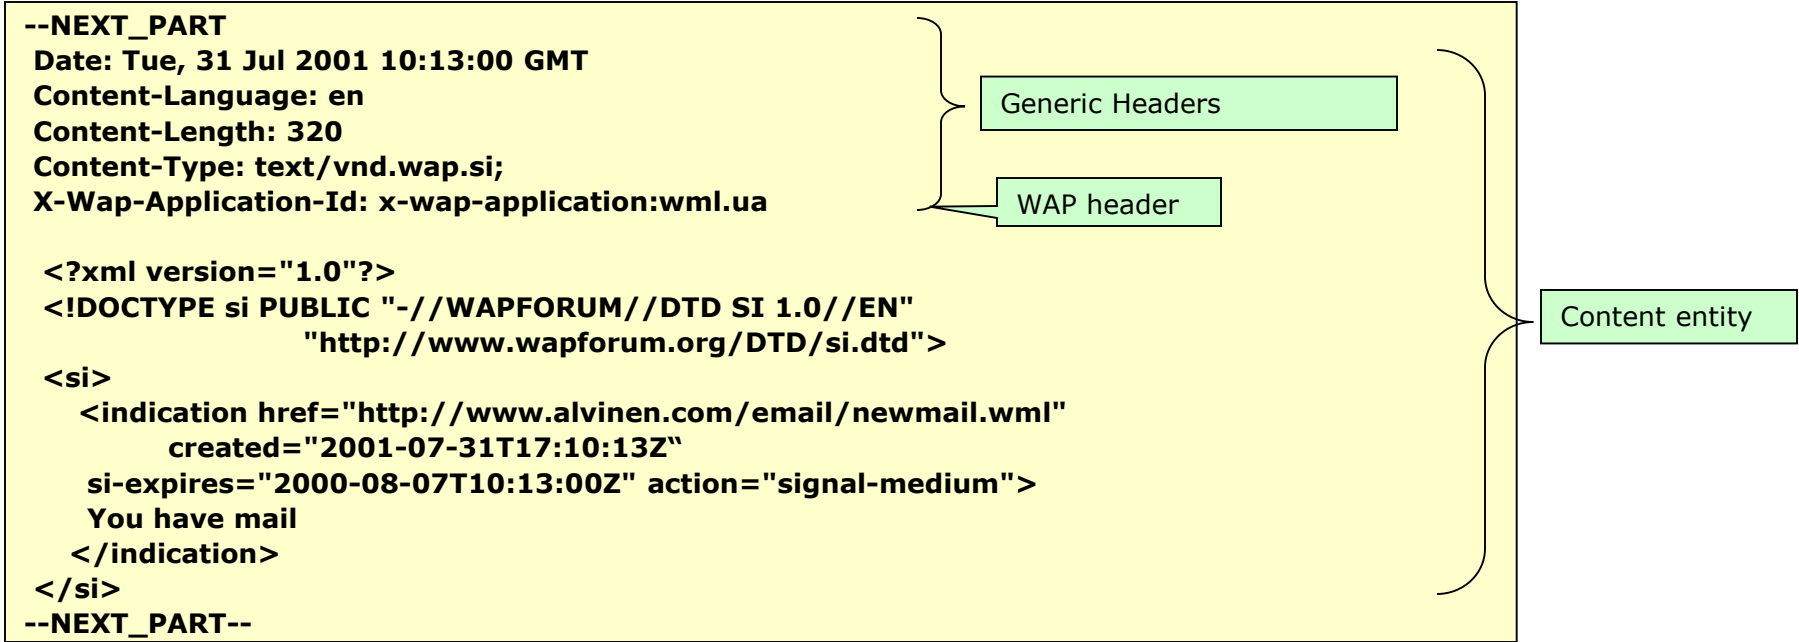 --NEXT_PART
Date: Tue, 31 Jul 2001 10:13:00 GMT
Content-Language: en
Content-Length: 320
Content-Type: text/vnd.wap.si;
X-Wap-Application-Id: x-wap-application:wml.ua
Generic Headers
WAP header
<?xml version="1.0"?>
<!DOCTYPE si PUBLIC "-//WAPFORUM//DTD SI 1.0//EN"
"http://www.wapforum.org/DTD/si.dtd">
<si>
<indication href="http://www.alvinen.com/email/newmail.wml"
created="2001-07-31T17:10:13Z“
si-expires="2000-08-07T10:13:00Z" action="signal-medium">
You have mail
</indication>
</si>
--NEXT_PART--
Content entity